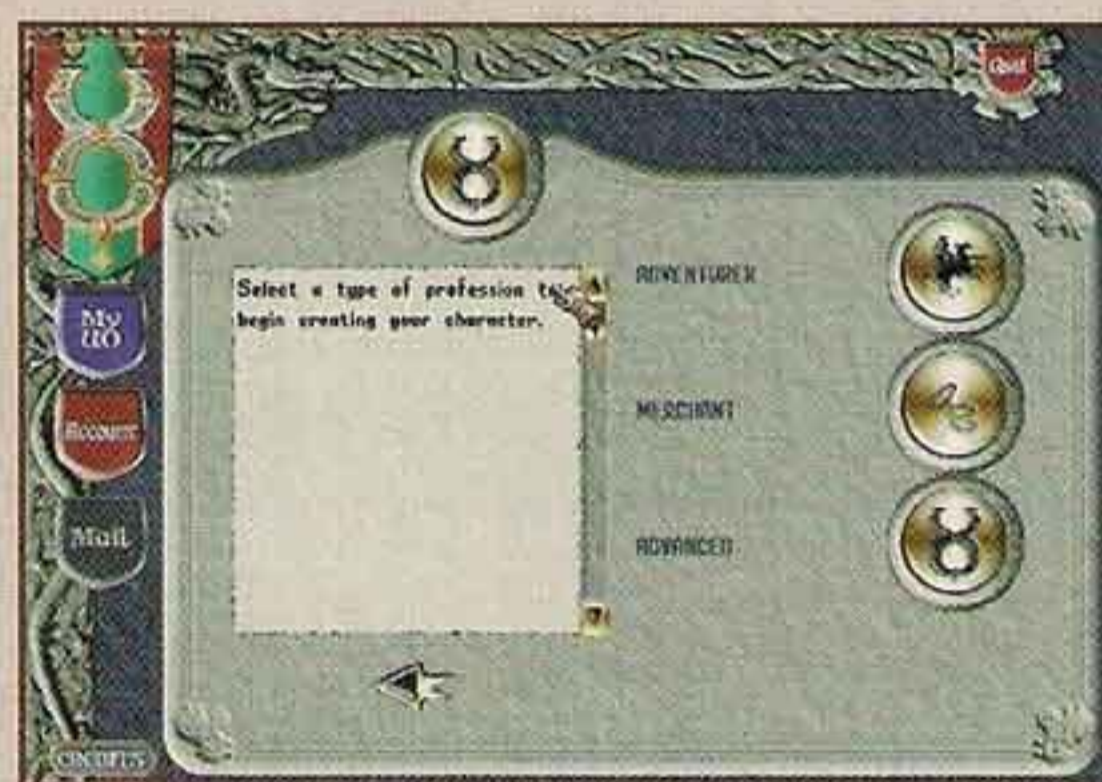 Quit
My
UO
Account
Mail
CREDITS
Select a type of profession to
begin creating your character.
ADVENTURER
MERCHANT
ADVANCED